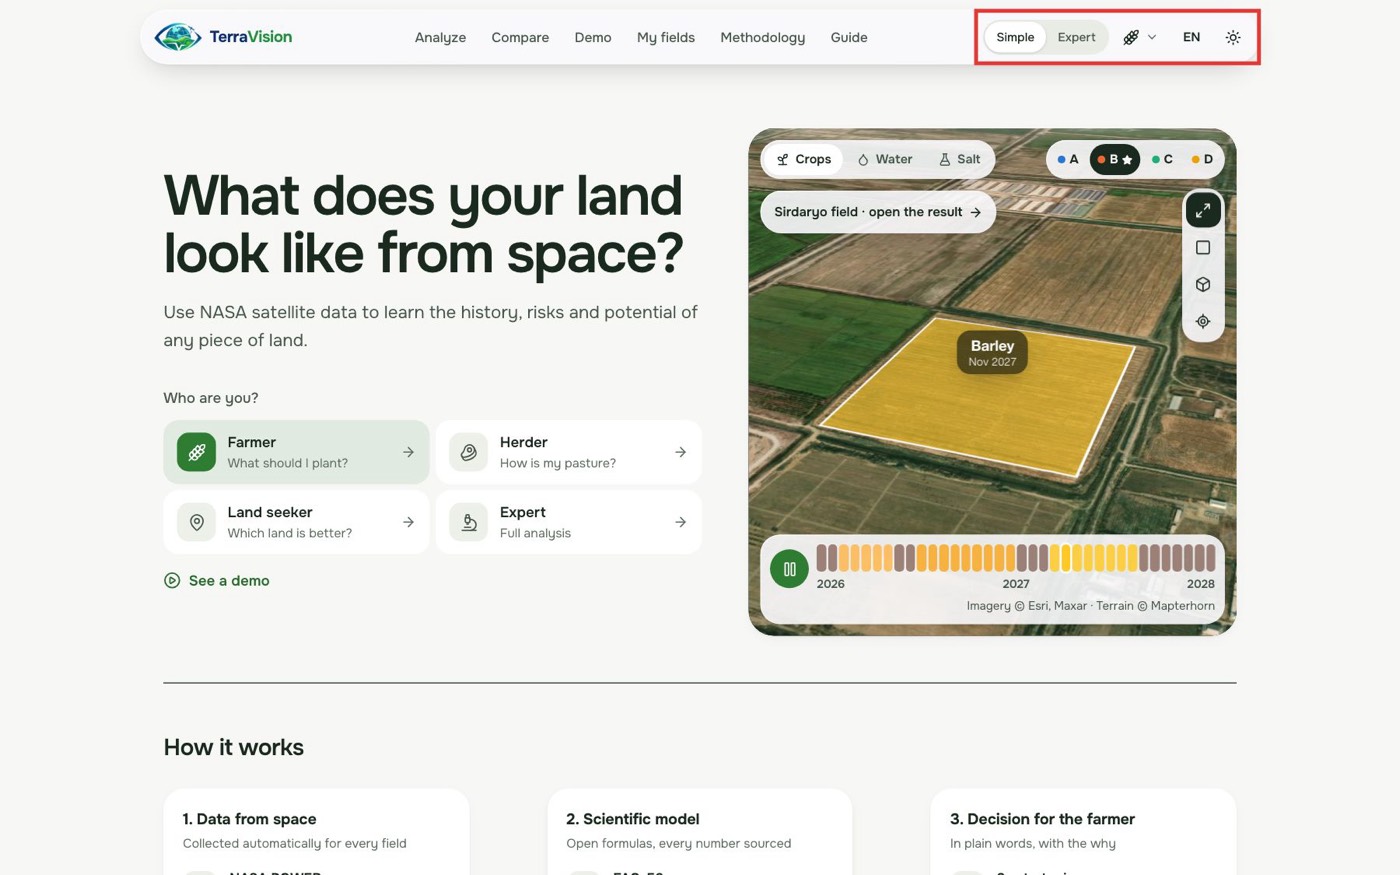 TerraVision
Analyze
Compare
Demo
My fields
Methodology
Guide
Simple
Expert
EN
What does your land
look like from space?
Use NASA satellite data to learn the history, risks and potential of
any piece of land.
Who are you?
Farmer
What should I plant?
Herder
How is my pasture?
Land seeker
Which land is better?
Expert
Full analysis
See a demo
Crops
Water
Salt
A
B
C
D
Sirdaryo field · open the result
Barley
Nov 2027
2026
2027
2028
Imagery © Esri, Maxar · Terrain © Mapterhorn
How it works
1. Data from space
Collected automatically for every field
2. Scientific model
Open formulas, every number sourced
3. Decision for the farmer
In plain words, with the why